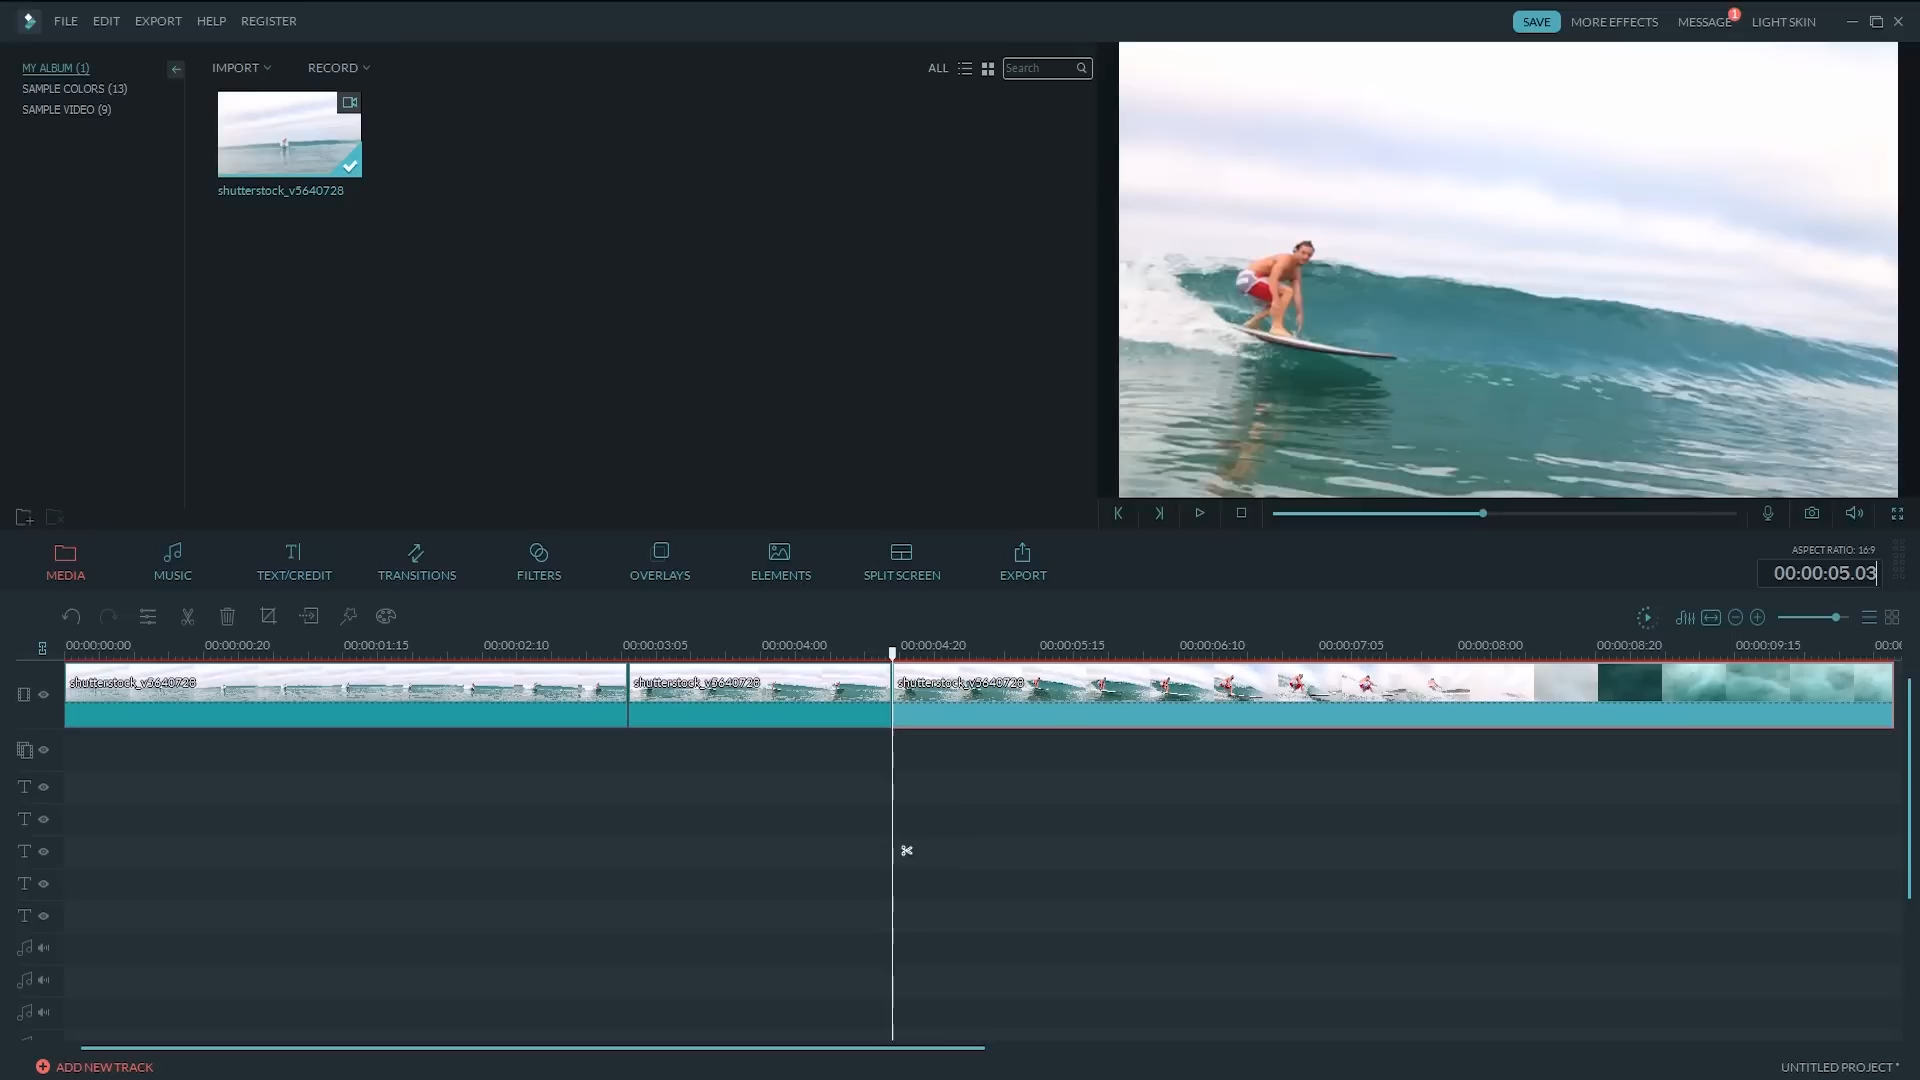 FILE EDIT EXPORT HELP REGISTER SAVE MORE EFFECTS MESSAGE 1 LIGHT SKIN
MY ALBUM (1)
SAMPLE COLORS (13)
SAMPLE VIDEO (9)
IMPORT RECORD ALL Search
shutterstock_v5640728
MEDIA MUSIC TEXT/CREDIT TRANSITIONS FILTERS OVERLAYS ELEMENTS SPLIT SCREEN EXPORT
ASPECT RATIO: 16:9
00:00:05.03
00:00:00:00 00:00:00:20 00:00:01:15 00:00:02:10 00:00:03:05 00:00:04:00 00:00:04:20 00:00:05:15 00:00:06:10 00:00:07:05 00:00:08:00 00:00:08:20 00:00:09:15
shutterstock_v5640728 shutterstock_v5640728 shutterstock_v5640728
T
T
T
T
T
ADD NEW TRACK UNTITLED PROJECT *